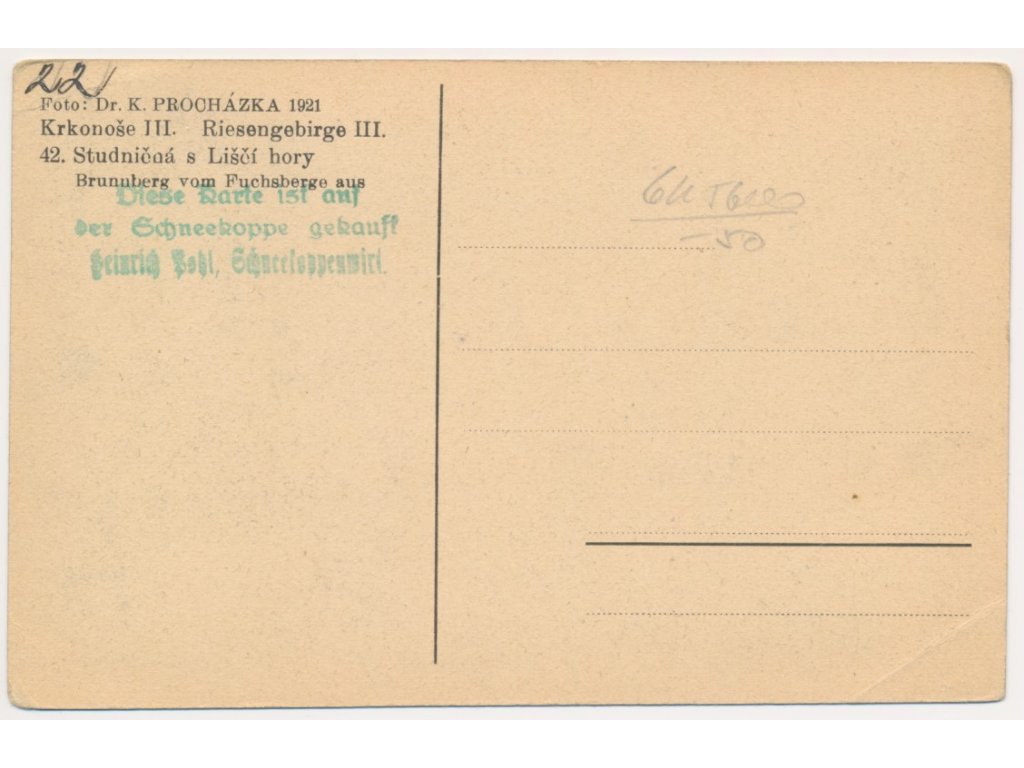 22
Foto: Dr. K. PROCHÁZKA 1921
Krkonoše III. Riesengebirge III.
42. Studničná s Liščí hory
Brunnberg vom Fuchsberge aus
Diese Karte ist auf
der Schneekoppe gekauft
Heinrich Pohl, Schneekoppenwirt.
-50